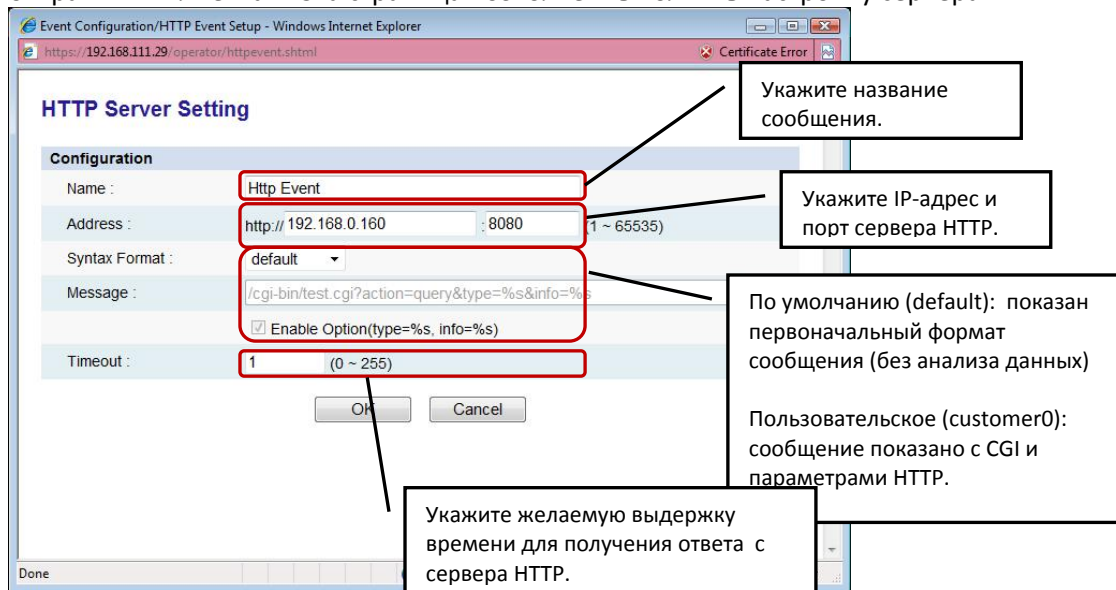 Event Configuration/HTTP Event Setup - Windows Internet Explorer
https://192.168.111.29/operator/httpevent.shtml
Certificate Error
HTTP Server Setting
Configuration
Name :
Http Event
Address :
http:// 192.168.0.160 : 8080 (1 ~ 65535)
Syntax Format :
default
Message :
/cgi-bin/test.cgi?action=query&type=%s&info=%s
Enable Option(type=%s, info=%s)
Timeout :
1 (0 ~ 255)
OK
Cancel
Укажите название
сообщения.
Укажите IP-адрес и
порт сервера HTTP.
По умолчанию (default): показан
первоначальный формат
сообщения (без анализа данных)
Пользовательское (customer0):
сообщение показано с CGI и
параметрами HTTP.
Укажите желаемую выдержку
времени для получения ответа с
сервера HTTP.
Done